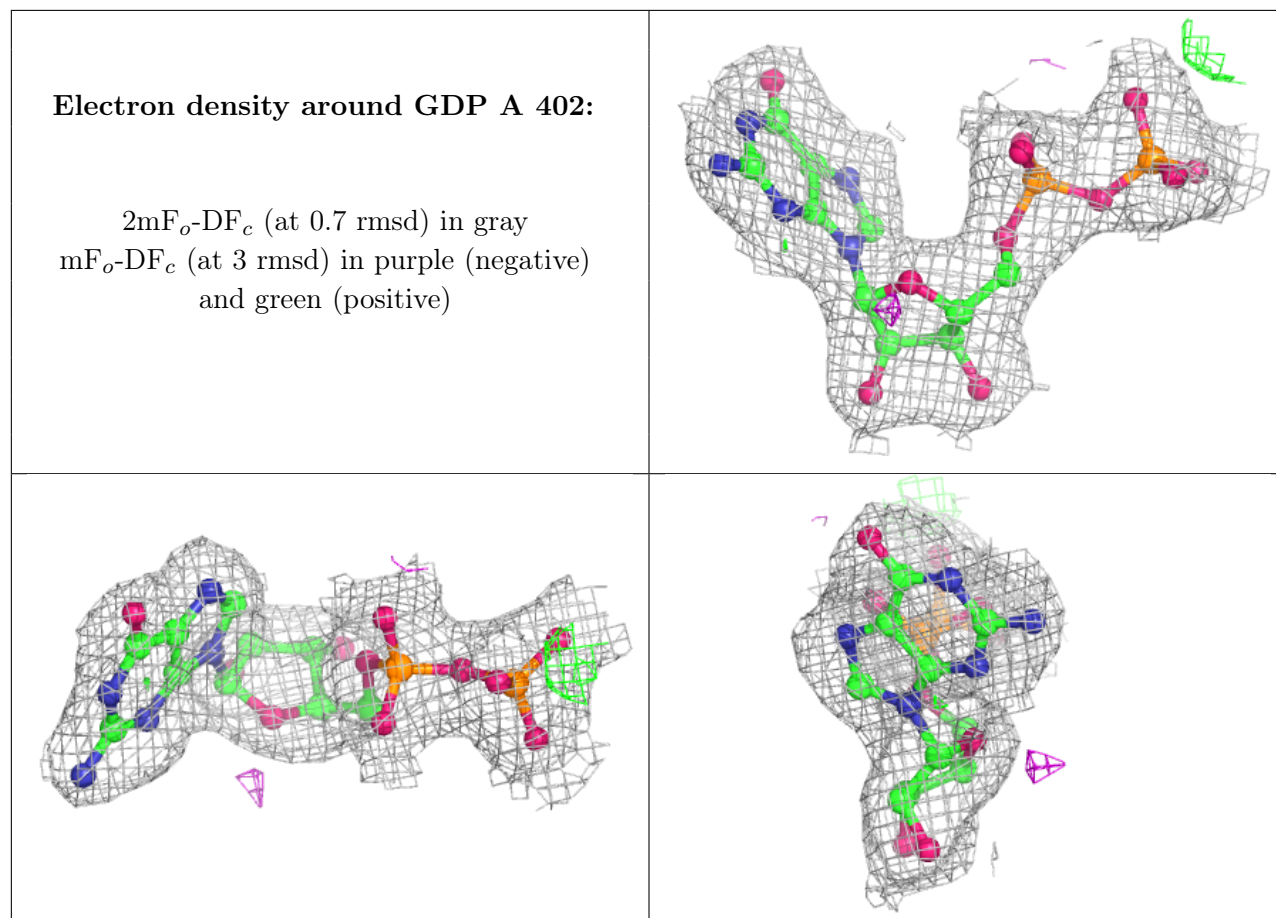 Electron density around GDP A 402:
2mFo-DFc (at 0.7 rmsd) in gray
mFo-DFc (at 3 rmsd) in purple (negative)
and green (positive)